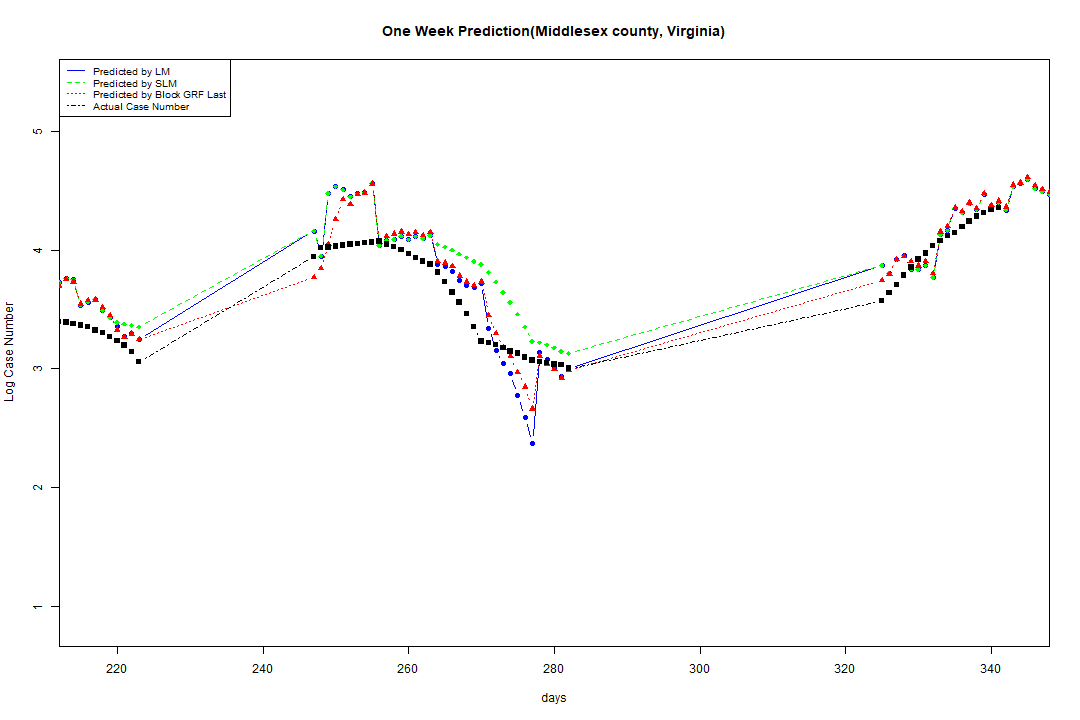 One Week Prediction(Middlesex county, Virginia)
Predicted by LM
Predicted by SLM
Predicted by Block GRF Last
Actual Case Number
Log Case Number
5
4
3
2
1
220 240 260 280 300 320 340
days